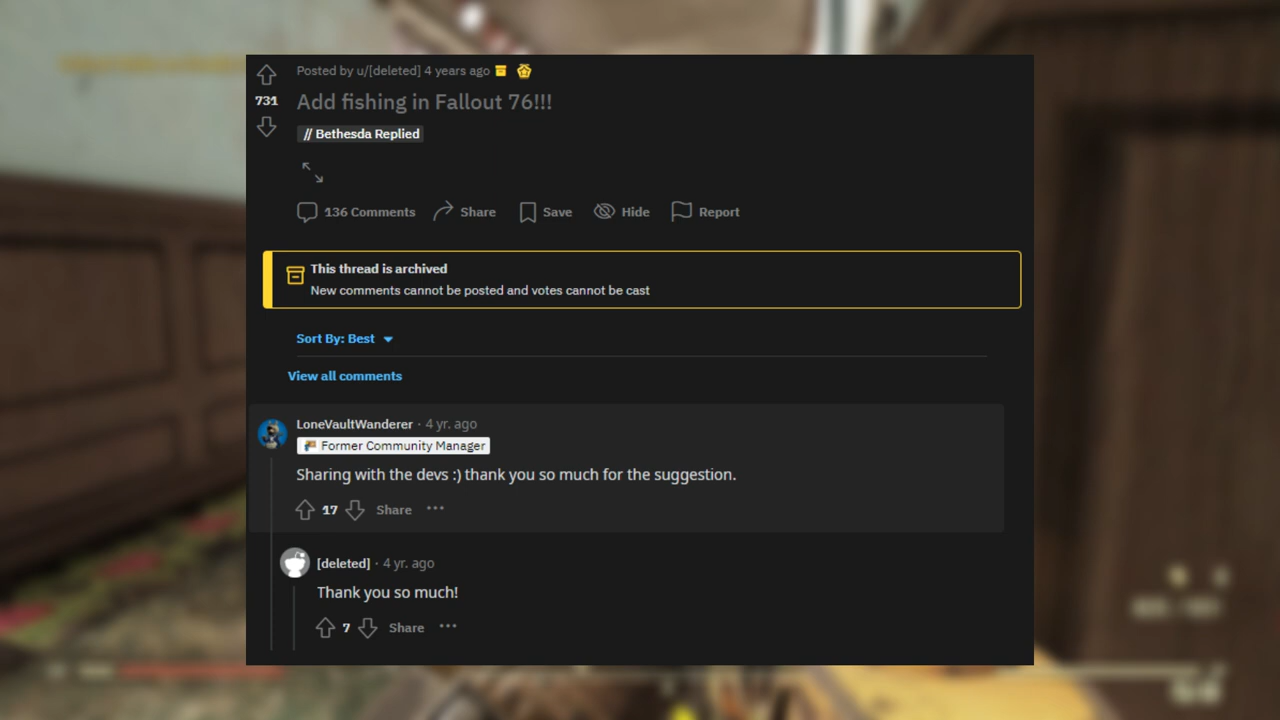 Posted by u/[deleted] 4 years ago
731
Add fishing in Fallout 76!!!
// Bethesda Replied
136 Comments Share Save Hide Report
This thread is archived
New comments cannot be posted and votes cannot be cast
Sort By: Best
View all comments
LoneVaultWanderer · 4 yr. ago
Former Community Manager
Sharing with the devs :) thank you so much for the suggestion.
17 Share ···
[deleted] · 4 yr. ago
Thank you so much!
7 Share ···